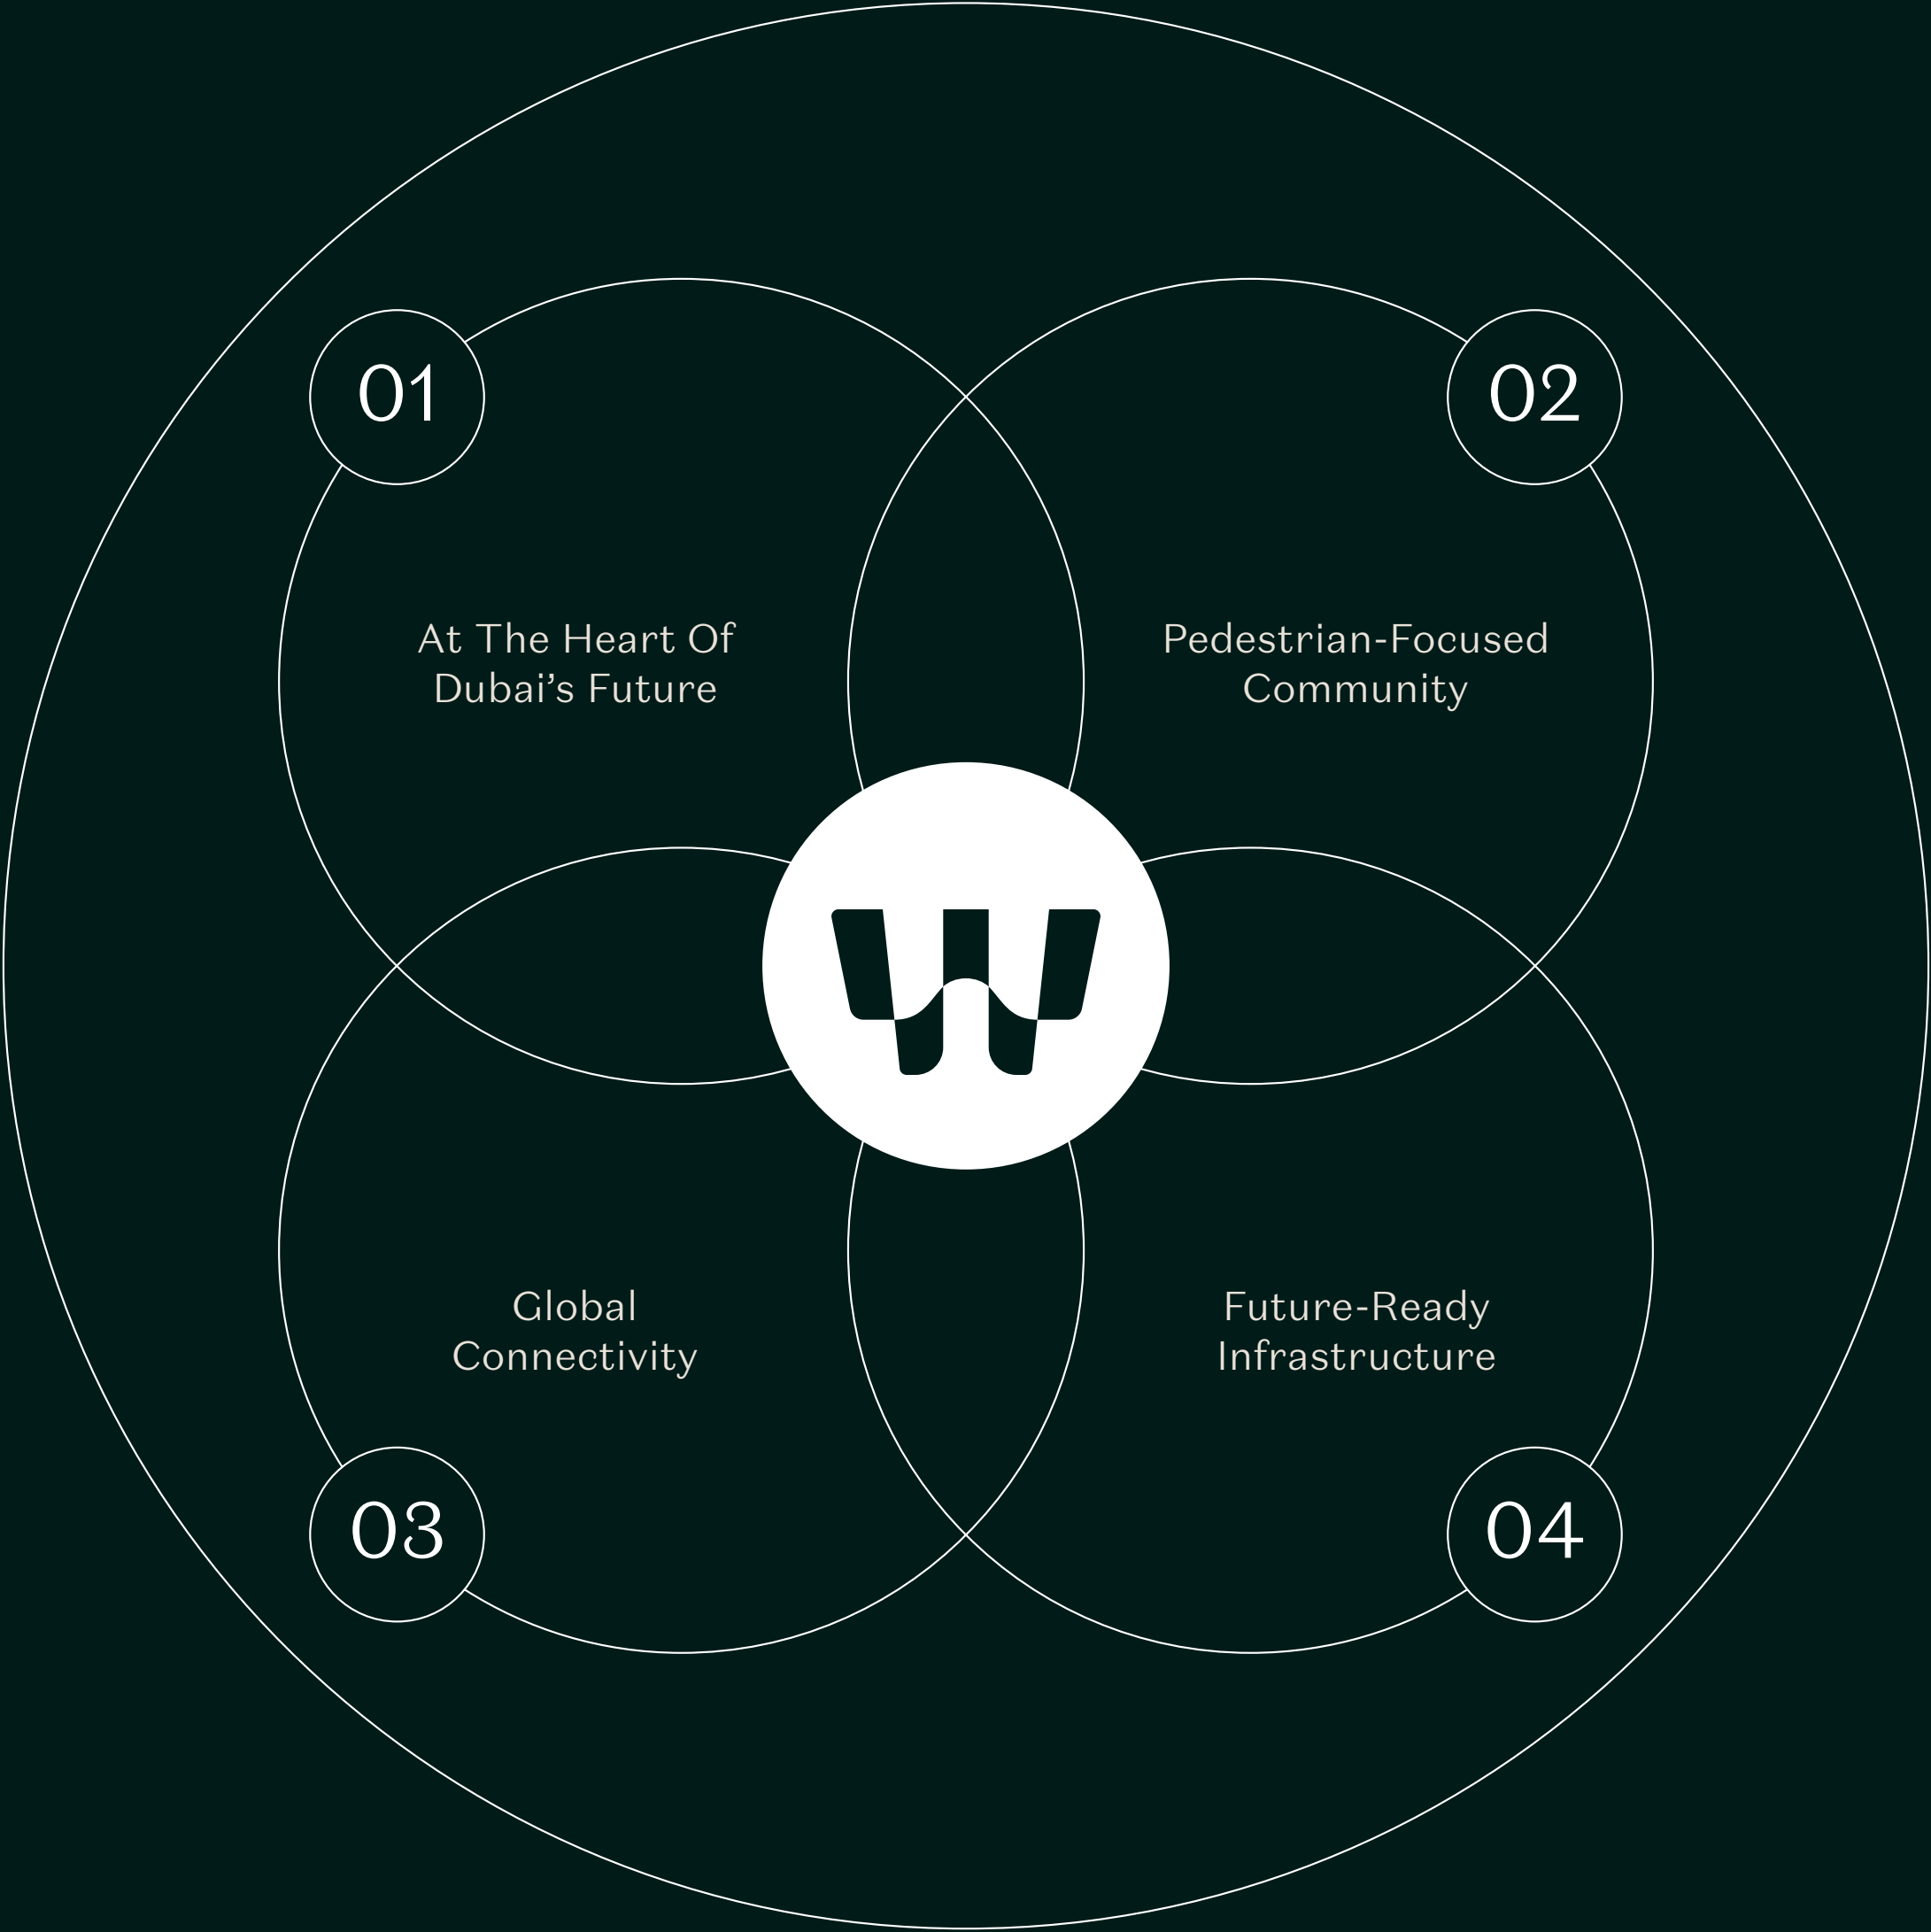 01
02
At The Heart Of
Dubai’s Future
Pedestrian-Focused
Community
W
Global
Connectivity
Future-Ready
Infrastructure
03
04